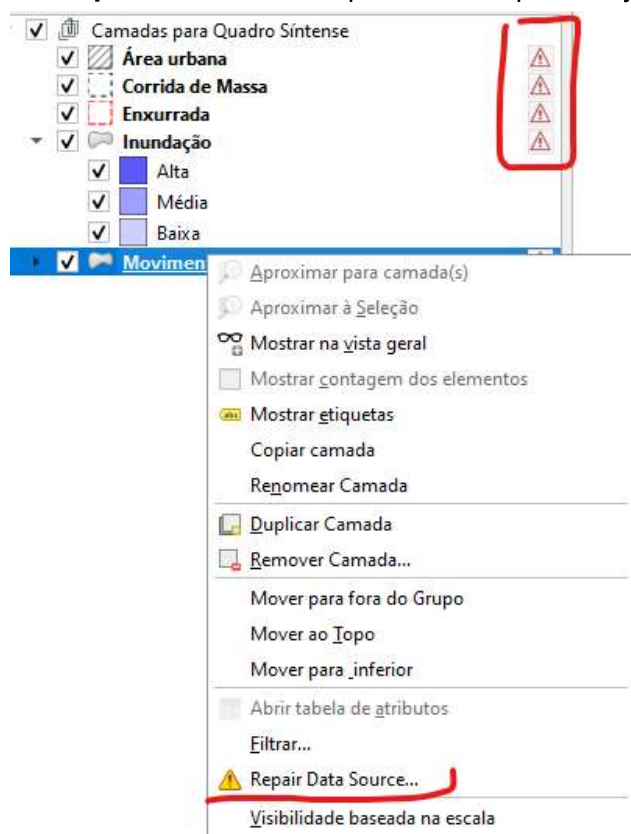 Camadas para Quadro Síntense
Área urbana
Corrida de Massa
Enxurrada
Inundação
Alta
Média
Baixa
Movimen
Aproximar para camada(s)
Aproximar à Seleção
Mostrar na vista geral
Mostrar contagem dos elementos
abc Mostrar etiquetas
Copiar camada
Renomear Camada
Duplicar Camada
Remover Camada...
Mover para fora do Grupo
Mover ao Topo
Mover para _inferior
Abrir tabela de atributos
Filtrar...
Repair Data Source...
Visibilidade baseada na escala